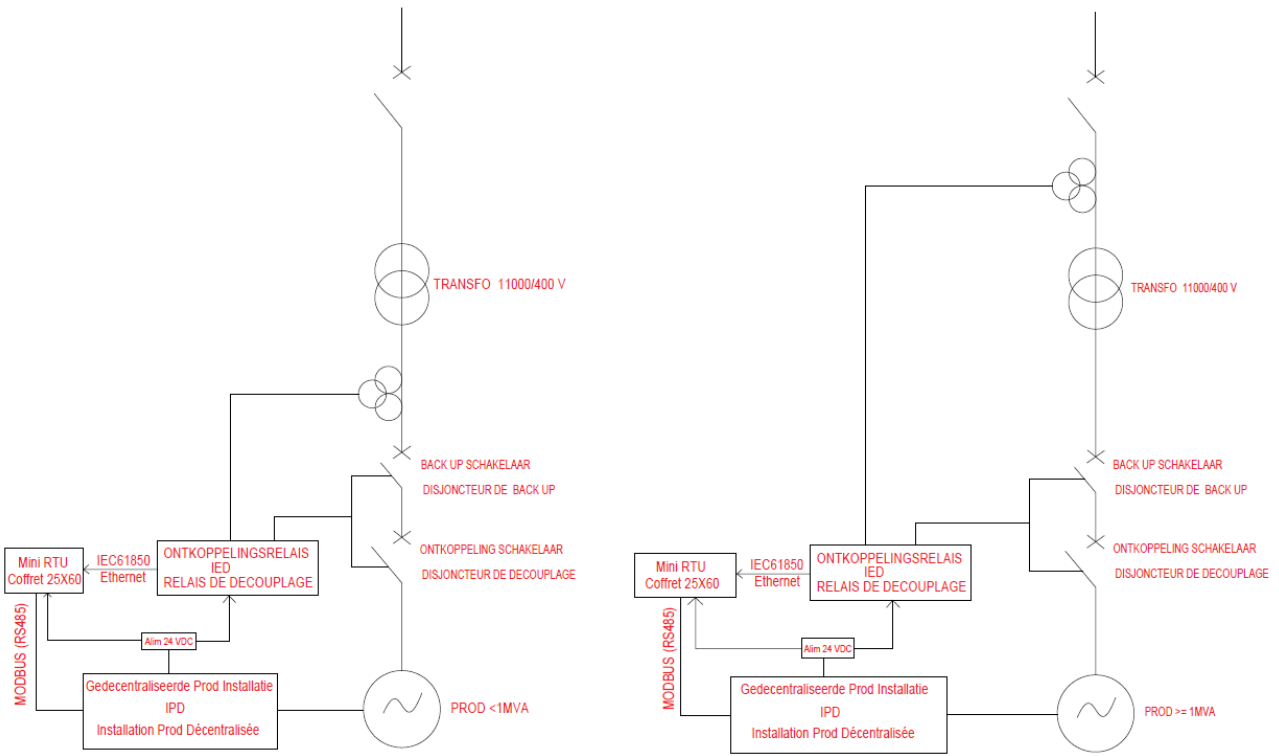 TRANSFO 11000/400 V
BACK UP SCHAKELAAR
DISJONCTEUR DE BACK UP
ONTKOPPELING SCHAKELAAR
DISJONCTEUR DE DECOUPLAGE
ONTKOPPELINGSRELAIS
IED
RELAIS DE DECOUPLAGE
IEC61850
Ethernet
Mini RTU
Coffret 25X60
MODBUS (RS485)
Alim 24 VDC
Gedecentraliseerde Prod Installatie
IPD
Installation Prod Décentralisée
PROD <1MVA
TRANSFO 11000/400 V
BACK UP SCHAKELAAR
DISJONCTEUR DE BACK UP
ONTKOPPELING SCHAKELAAR
DISJONCTEUR DE DECOUPLAGE
ONTKOPPELINGSRELAIS
IED
RELAIS DE DECOUPLAGE
IEC61850
Ethernet
Mini RTU
Coffret 25X60
MODBUS (RS485)
Alim 24 VDC
Gedecentraliseerde Prod Installatie
IPD
Installation Prod Décentralisée
PROD >= 1MVA